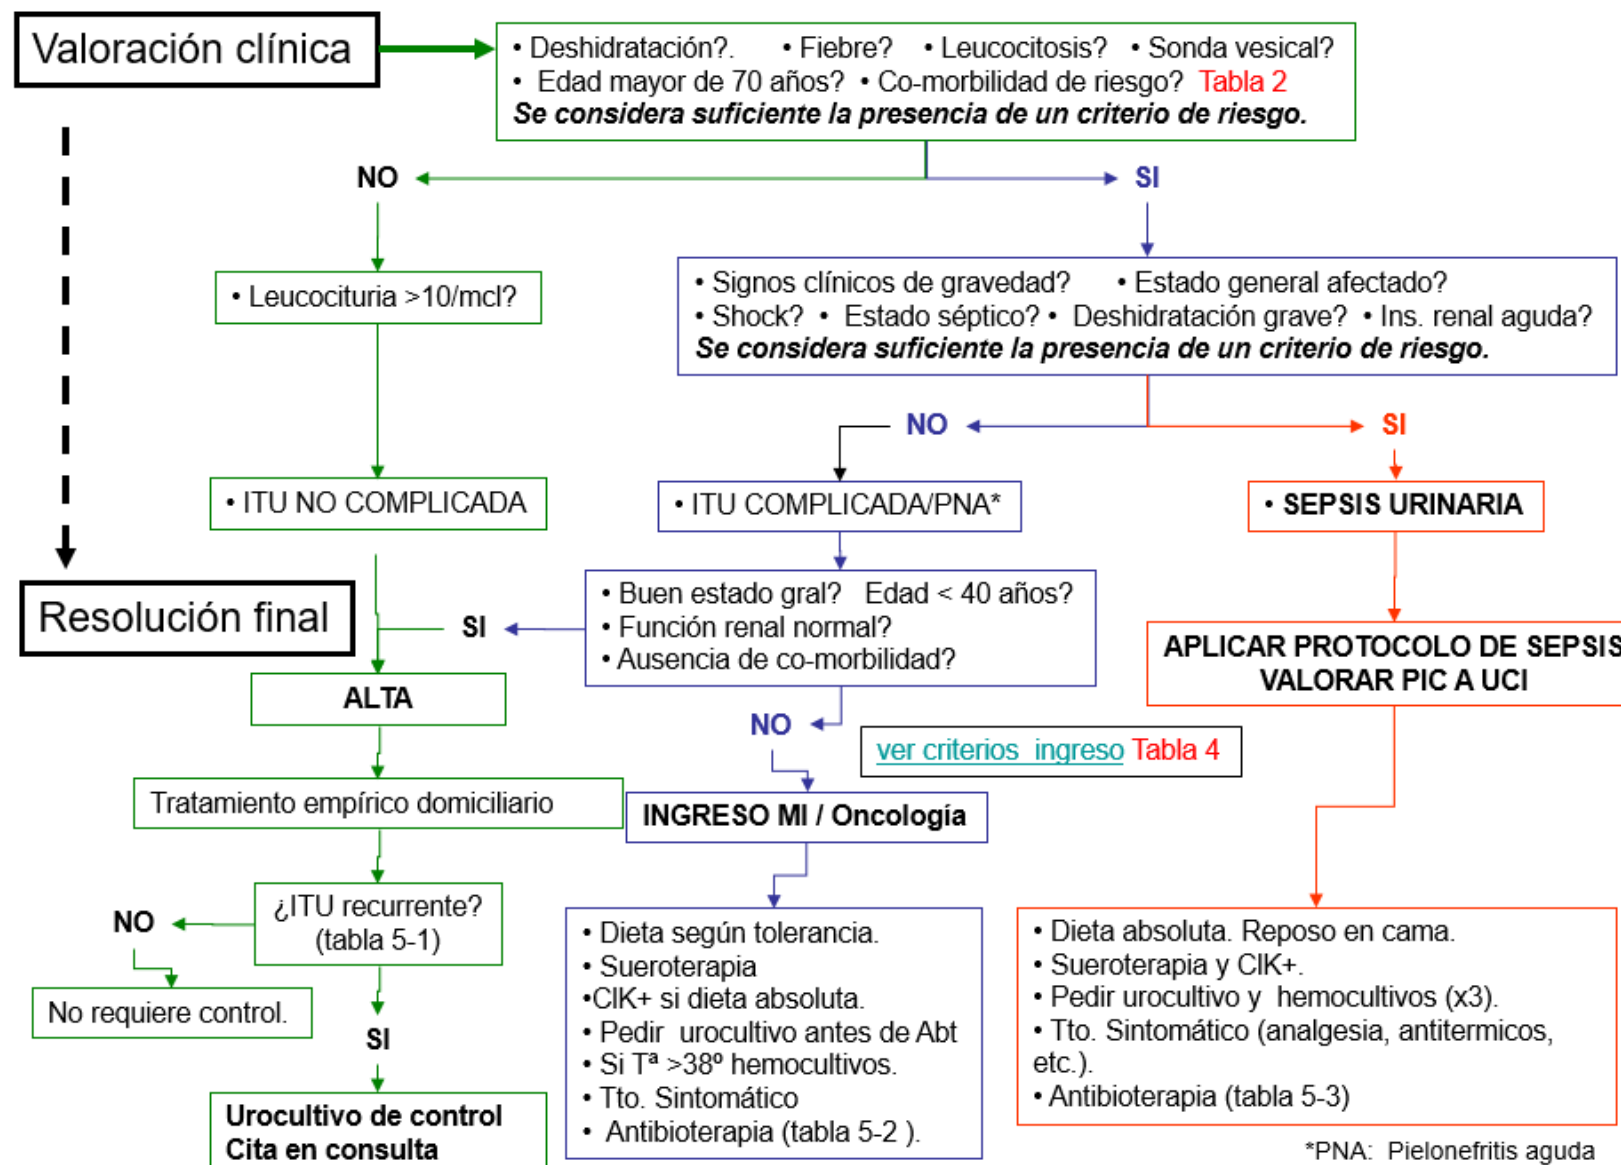 Valoración clínica
• Deshidratación?. • Fiebre? • Leucocitosis? • Sonda vesical?
• Edad mayor de 70 años? • Co-morbilidad de riesgo? Tabla 2
Se considera suficiente la presencia de un criterio de riesgo.
NO
SI
• Leucocituria >10/mcl?
• Signos clínicos de gravedad? • Estado general afectado?
• Shock? • Estado séptico? • Deshidratación grave? • Ins. renal aguda?
Se considera suficiente la presencia de un criterio de riesgo.
NO
SI
• ITU NO COMPLICADA
• ITU COMPLICADA/PNA*
• SEPSIS URINARIA
Resolución final
• Buen estado gral? Edad < 40 años?
• Función renal normal?
• Ausencia de co-morbilidad?
SI
APLICAR PROTOCOLO DE SEPSIS
VALORAR PIC A UCI
ALTA
NO
ver criterios ingreso Tabla 4
Tratamiento empírico domiciliario
INGRESO MI / Oncología
¿ITU recurrente?
(tabla 5-1)
NO
No requiere control.
SI
Urocultivo de control
Cita en consulta
• Dieta según tolerancia.
• Sueroterapia
•ClK+ si dieta absoluta.
• Pedir urocultivo antes de Abt
• Si Tª >38º hemocultivos.
• Tto. Sintomático
• Antibioterapia (tabla 5-2 ).
• Dieta absoluta. Reposo en cama.
• Sueroterapia y ClK+.
• Pedir urocultivo y hemocultivos (x3).
• Tto. Sintomático (analgesia, antitermicos,
etc.).
• Antibioterapia (tabla 5-3)
*PNA: Pielonefritis aguda